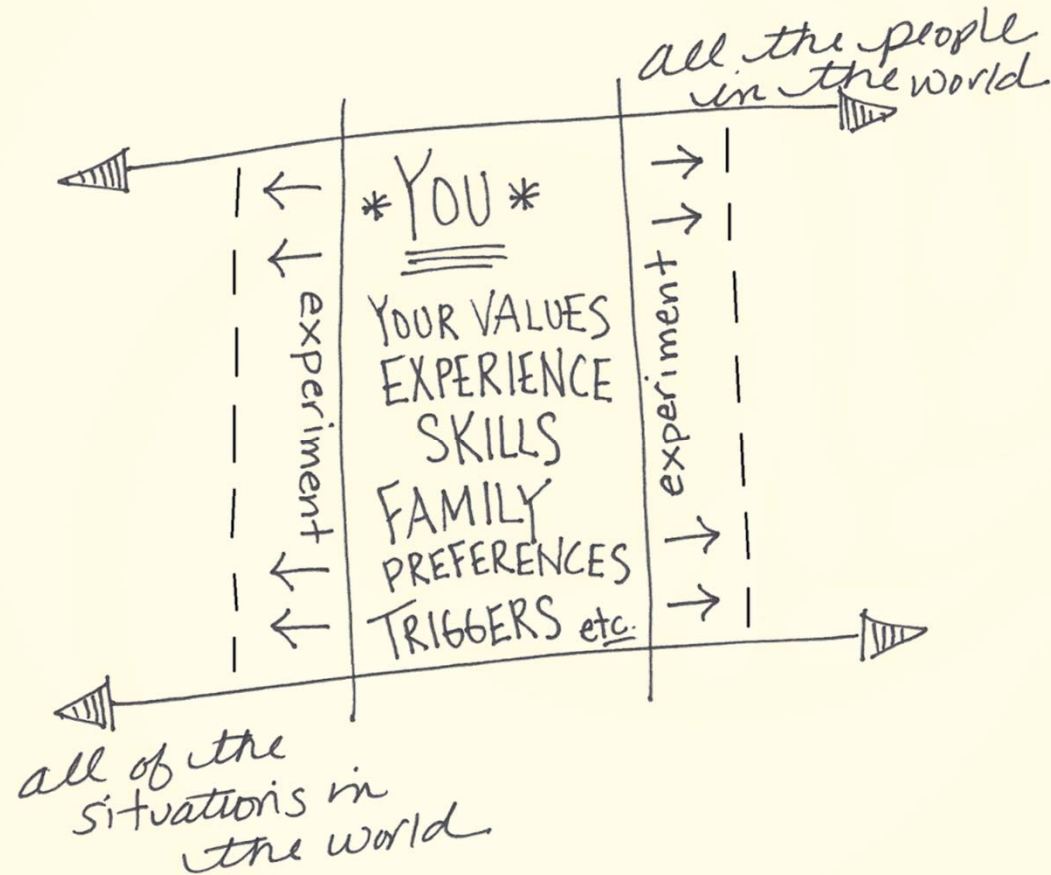 all the people
in the world
*YOU*
YOUR VALUES
EXPERIENCE
SKILLS
FAMILY
PREFERENCES
TRIGGERS etc.
experiment
experiment
all of the
situations in
the world